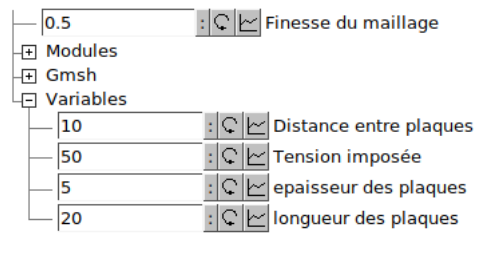 0.5 : Finesse du maillage
+ Modules
+ Gmsh
- Variables
10 : Distance entre plaques
50 : Tension imposée
5 : epaisseur des plaques
20 : longueur des plaques